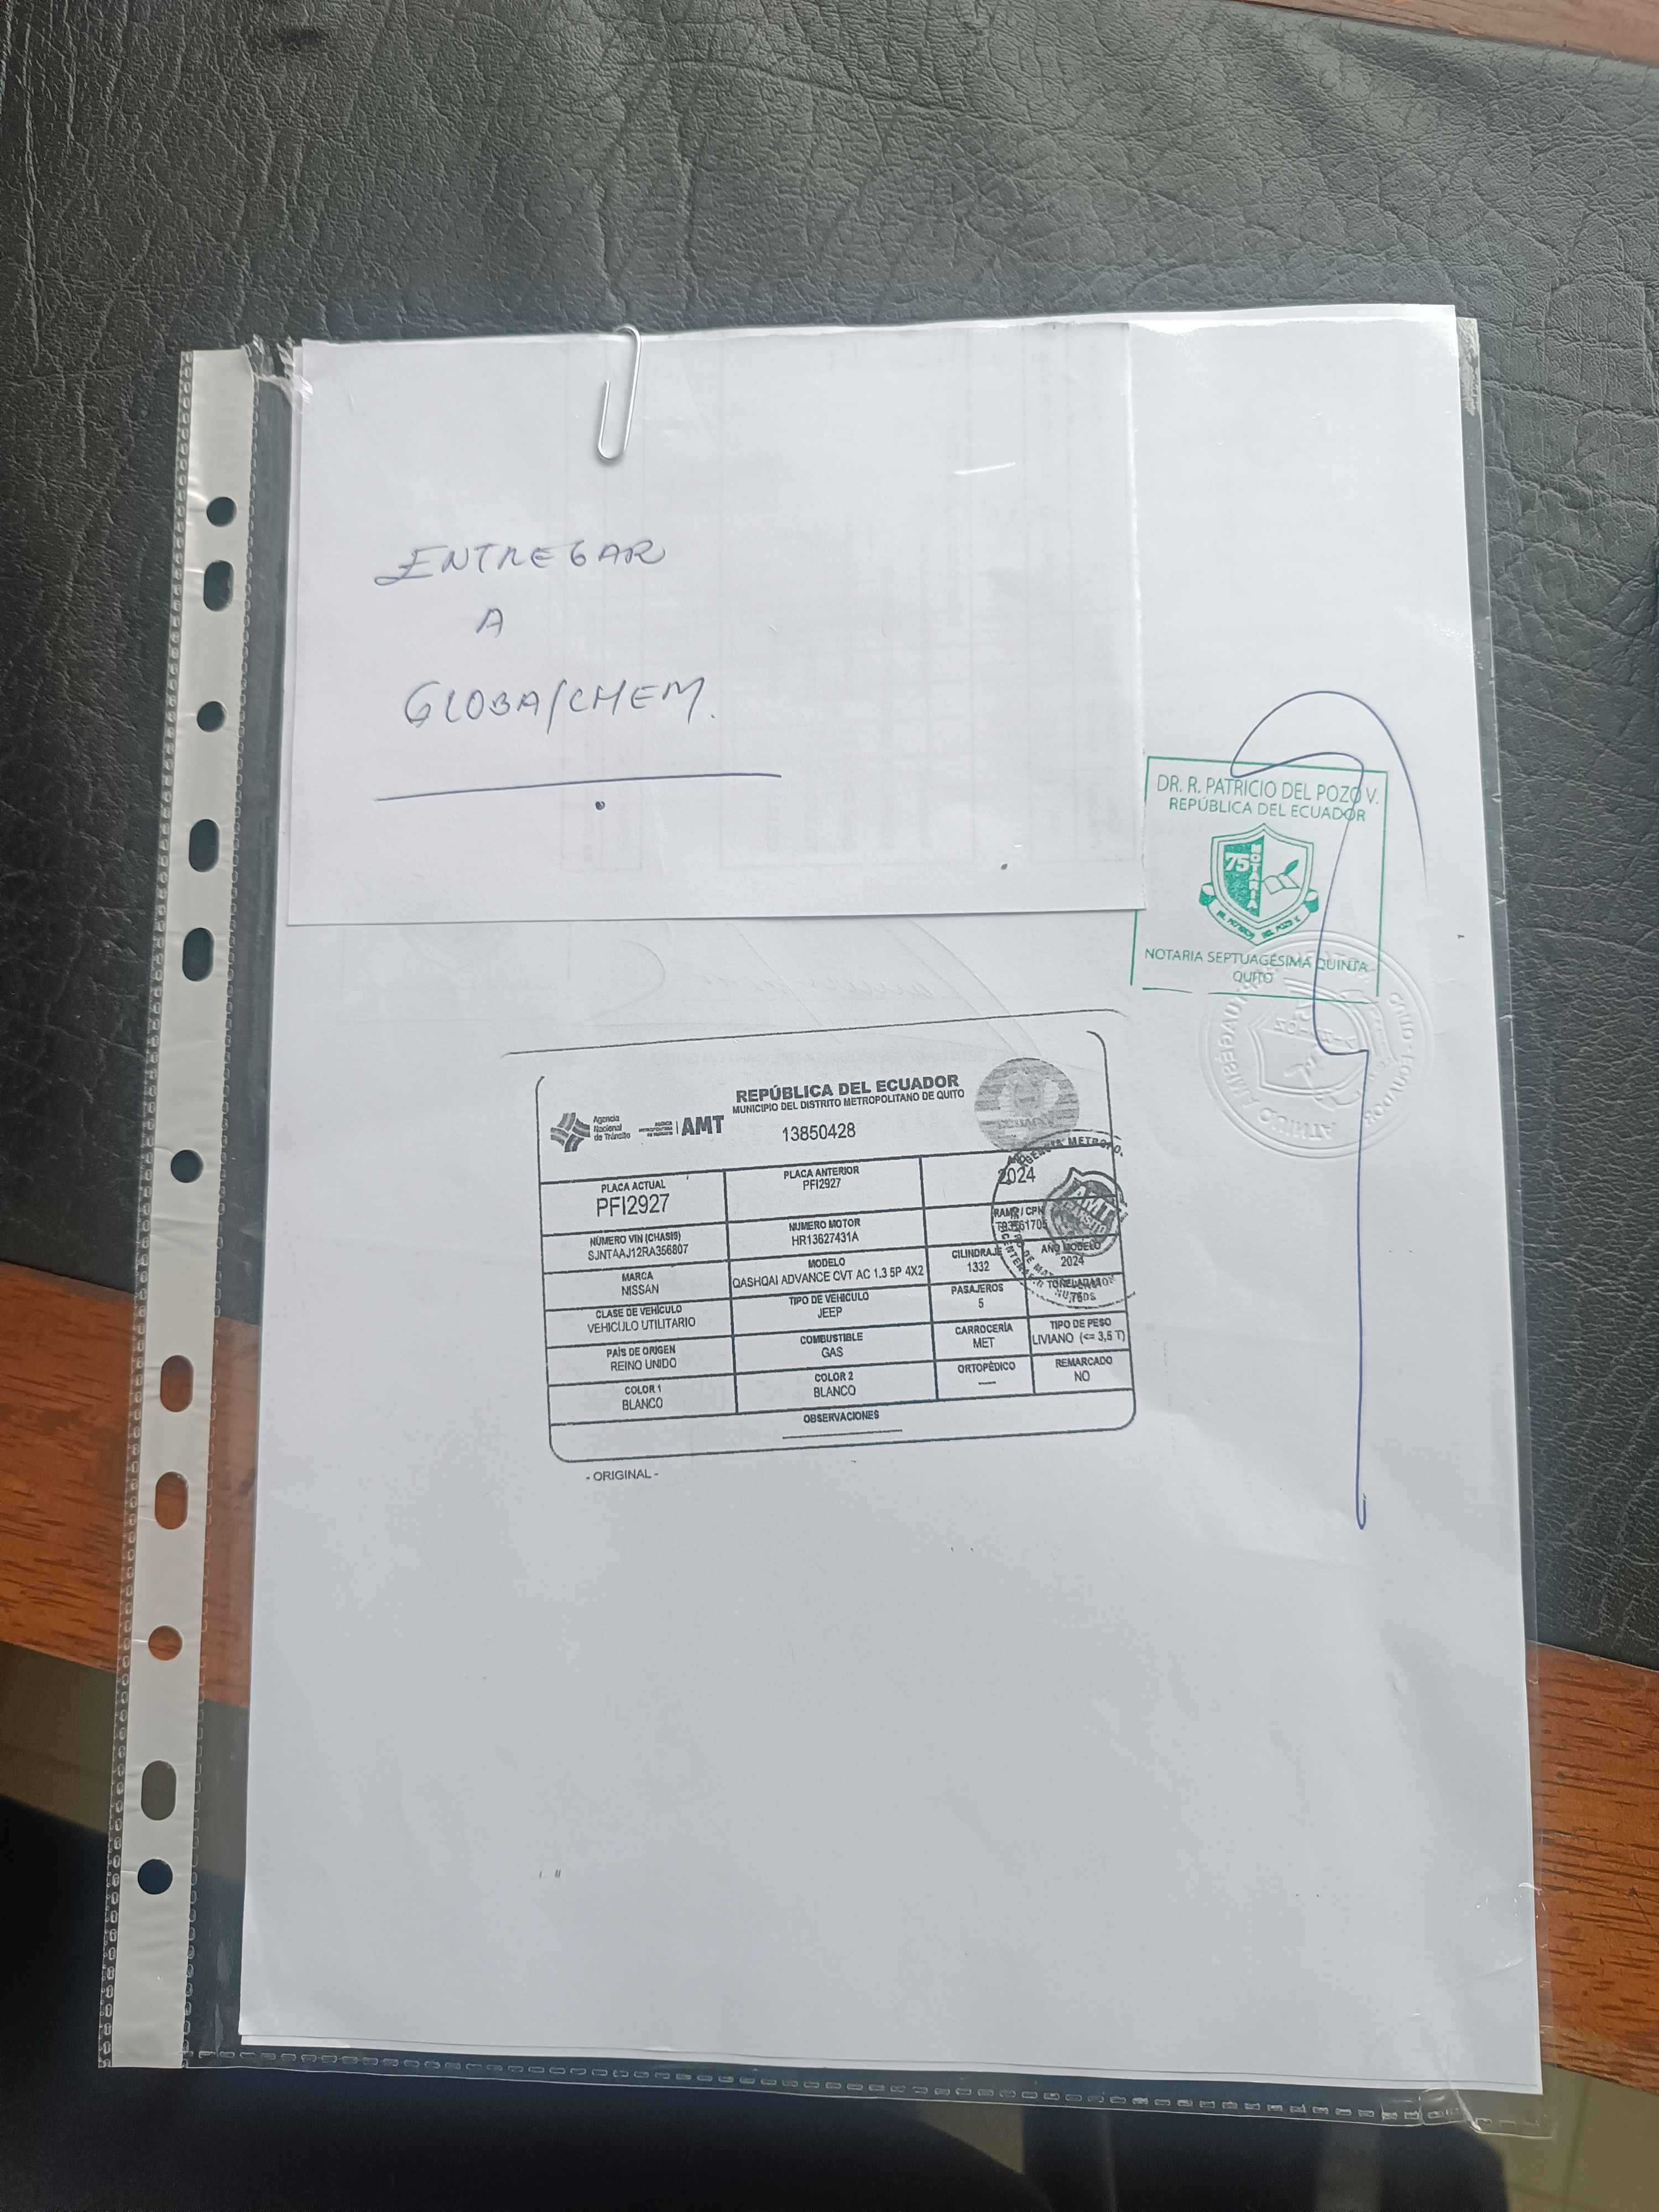 ENTREGAR
A
GLOBA/CHEM.
DR. R. PATRICIO DEL POZO V.
REPÚBLICA DEL ECUADOR
75 NOTARIA
NOTARIA SEPTUAGÉSIMA QUINTA
QUITO
REPÚBLICA DEL ECUADOR
MUNICIPIO DEL DISTRITO METROPOLITANO DE QUITO
Agencia Nacional de Tránsito
AMT
13850428
PLACA ACTUAL
PFI2927
PLACA ANTERIOR
PFI2927
2024
NÚMERO VIN (CHASIS)
SJNTAAJ12RA356807
NUMERO MOTOR
HR13627431A
RAMV / CPN
MARCA
NISSAN
MODELO
QASHQAI ADVANCE CVT AC 1.3 5P 4X2
CILINDRAJE
1332
AÑO MODELO
2024
CLASE DE VEHÍCULO
VEHICULO UTILITARIO
TIPO DE VEHICULO
JEEP
PASAJEROS
5
PAÍS DE ORIGEN
REINO UNIDO
COMBUSTIBLE
GAS
CARROCERÍA
MET
TIPO DE PESO
LIVIANO (<= 3,5 T)
COLOR 1
BLANCO
COLOR 2
BLANCO
ORTOPÉDICO
REMARCADO
NO
OBSERVACIONES
- ORIGINAL -